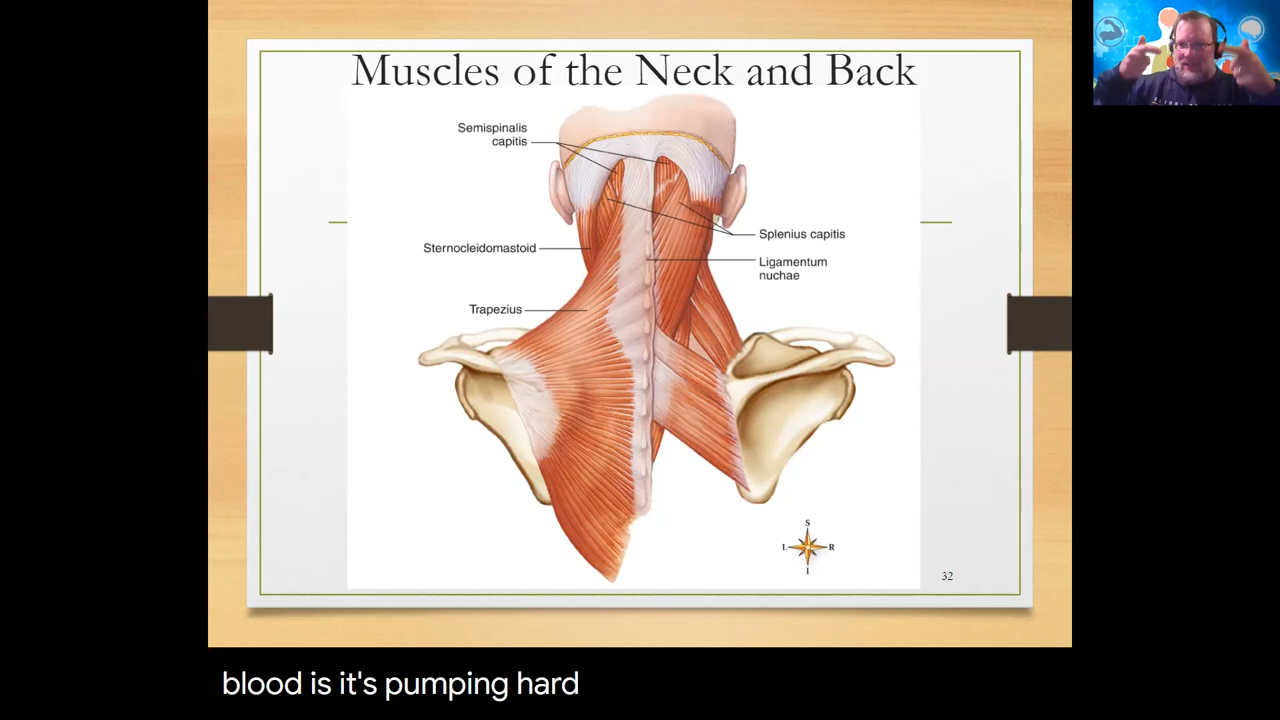 Muscles of the Neck and Back
Semispinalis
capitis
Splenius capitis
Sternocleidomastoid
Ligamentum
nuchae
Trapezius
S
L R
I
32
blood is it's pumping hard